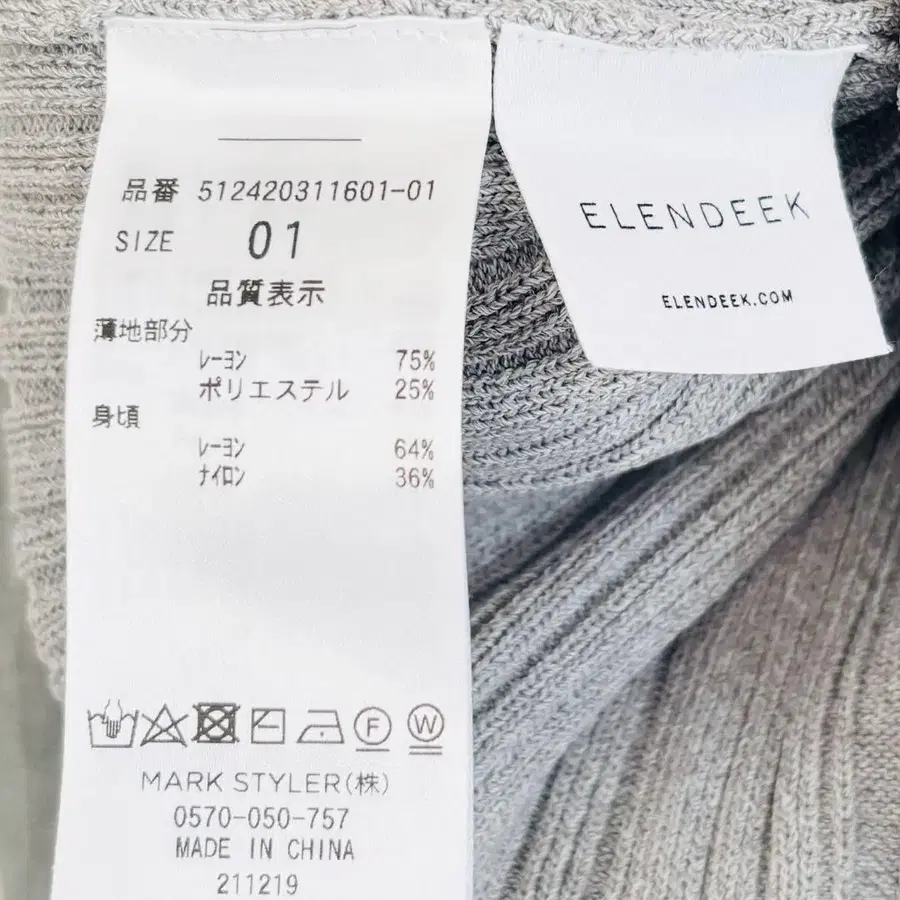 品番 512420311601-01
SIZE 01
品質表示
薄地部分
ﾚｰﾖﾝ 75%
ポリエステル 25%
身頃
ﾚｰﾖﾝ 64%
ﾅｲﾛﾝ 36%
F W
MARK STYLER(株)
0570-050-757
MADE IN CHINA
211219
ELENDEEK
ELENDEEK.COM